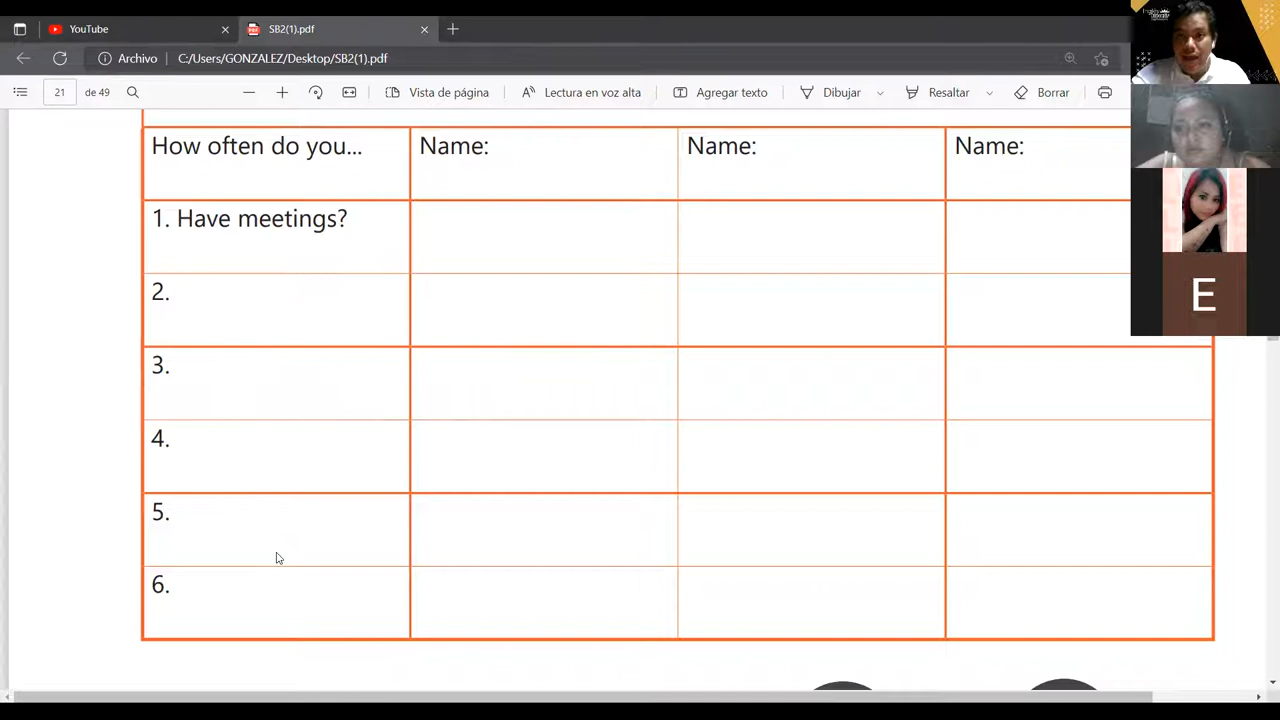 YouTube
SB2(1).pdf
Archivo
C:/Users/GONZALEZ/Desktop/SB2(1).pdf
21
de 49
Vista de página
Lectura en voz alta
Agregar texto
Dibujar
Resaltar
Borrar
How often do you...
Name:
Name:
Name:
1. Have meetings?
2.
3.
4.
5.
6.
E